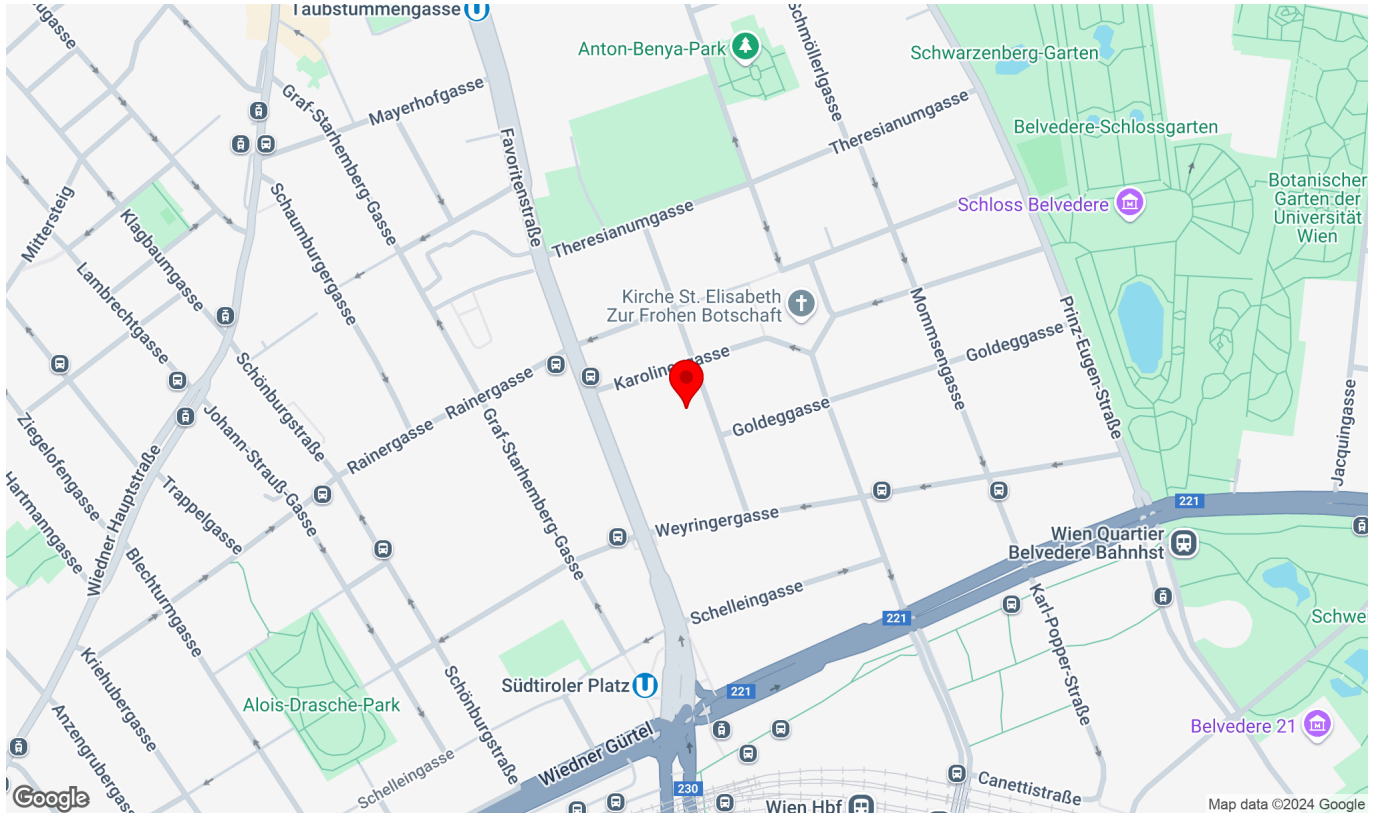 Taubstummengasse
Anton-Benya-Park
Schmöllerlgasse
Schwarzenberg-Garten
Graf-Starhemberg-Gasse
Mayerhofgasse
Favoritenstraße
Theresianumgasse
Belvedere-Schlossgarten
Mittersteig
Klagbaumgasse
Schaumburgergasse
Theresianumgasse
Schloss Belvedere
Botanischer
Garten der
Universität
Wien
Lambrechtgasse
Kirche St. Elisabeth
Zur Frohen Botschaft
Mommsengasse
Prinz-Eugen-Straße
Goldeggasse
Schönburgstraße
Rainergasse
Goldeggasse
Jacquingasse
Ziegelofengasse
Johann-Strauß-Gasse
Rainergasse
Graf-Starhemberg-Gasse
Hartmanngasse
Wiedner Hauptstraße
Trappelgasse
Weyringergasse
221
Wien Quartier
Belvedere Bahnhst
Blechturmgasse
Schelleingasse
221
Karl-Popper-Straße
Kriehubergasse
Südtiroler Platz
221
Alois-Drasche-Park
Schönburgstraße
Belvedere 21
Anzengrubergasse
Wiedner Gürtel
Schelleingasse
230
Canettistraße
Wien Hbf
Google
Map data ©2024 Google